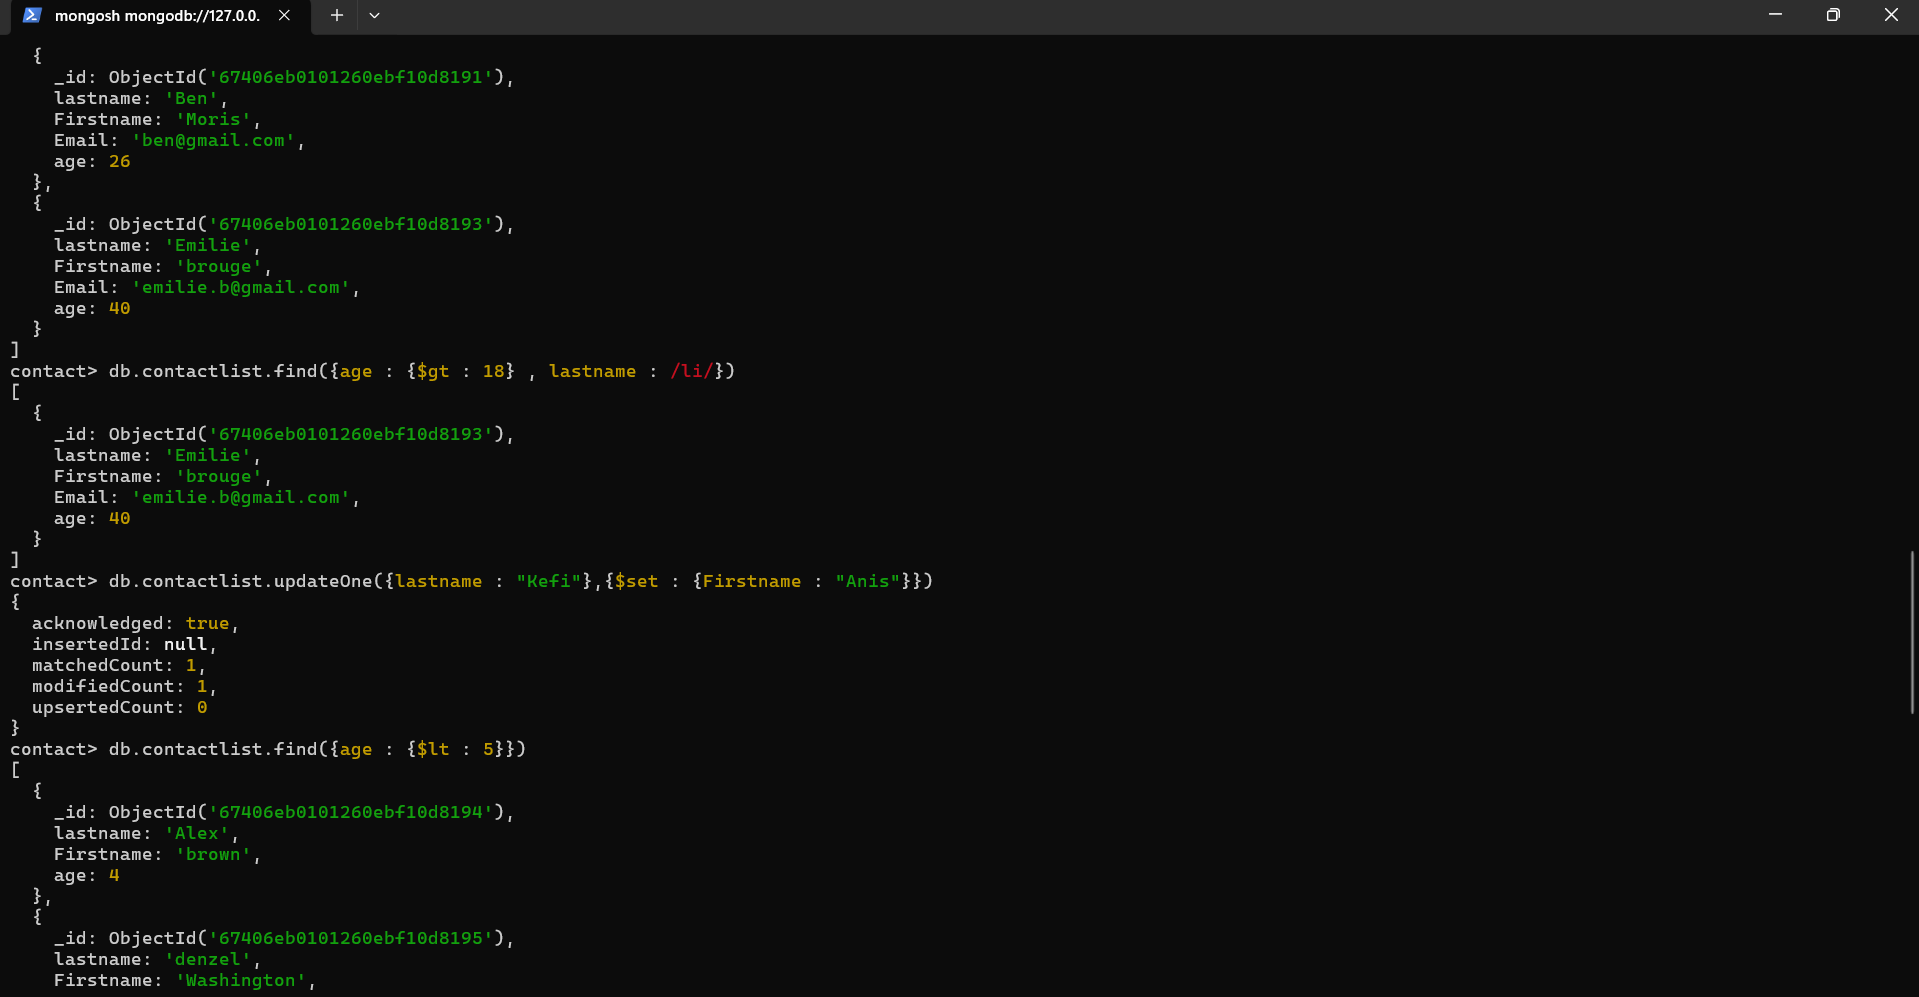 mongosh mongodb://127.0.0.
  {
    _id: ObjectId('67406eb0101260ebf10d8191'),
    lastname: 'Ben',
    Firstname: 'Moris',
    Email: 'ben@gmail.com',
    age: 26
  },
  {
    _id: ObjectId('67406eb0101260ebf10d8193'),
    lastname: 'Emilie',
    Firstname: 'brouge',
    Email: 'emilie.b@gmail.com',
    age: 40
  }
]
contact> db.contactlist.find({age : {$gt : 18} , lastname : /li/})
[
  {
    _id: ObjectId('67406eb0101260ebf10d8193'),
    lastname: 'Emilie',
    Firstname: 'brouge',
    Email: 'emilie.b@gmail.com',
    age: 40
  }
]
contact> db.contactlist.updateOne({lastname : "Kefi"},{$set : {Firstname : "Anis"}})
{
  acknowledged: true,
  insertedId: null,
  matchedCount: 1,
  modifiedCount: 1,
  upsertedCount: 0
}
contact> db.contactlist.find({age : {$lt : 5}})
[
  {
    _id: ObjectId('67406eb0101260ebf10d8194'),
    lastname: 'Alex',
    Firstname: 'brown',
    age: 4
  },
  {
    _id: ObjectId('67406eb0101260ebf10d8195'),
    lastname: 'denzel',
    Firstname: 'Washington',